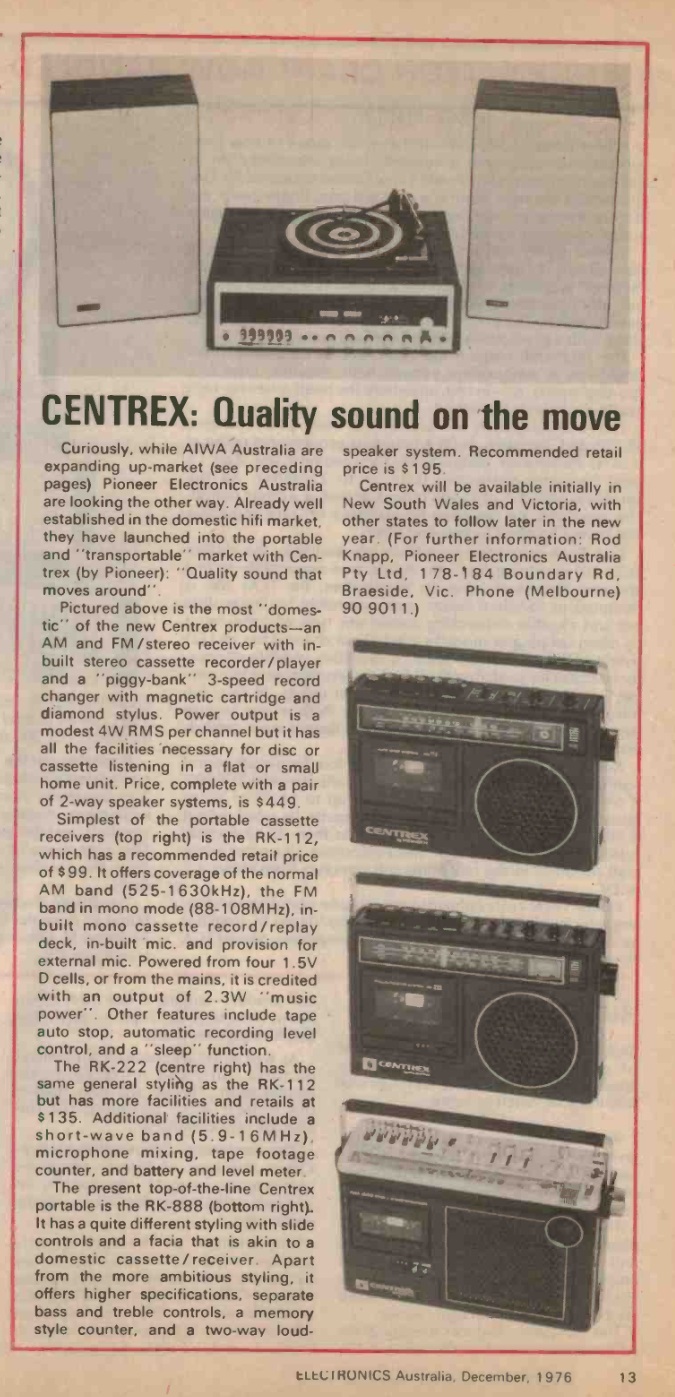 CENTREX: Quality sound on the move
Curiously, while AIWA Australia are
expanding up-market (see preceding
pages) Pioneer Electronics Australia
are looking the other way. Already well
established in the domestic hifi market,
they have launched into the portable
and "transportable" market with Cen-
trex (by Pioneer): "Quality sound that
moves around".
Pictured above is the most "domes-
tic" of the new Centrex products—an
AM and FM/stereo receiver with in-
built stereo cassette recorder/player
and a "piggy-bank" 3-speed record
changer with magnetic cartridge and
diamond stylus. Power output is a
modest 4W RMS per channel but it has
all the facilities necessary for disc or
cassette listening in a flat or small
home unit. Price, complete with a pair
of 2-way speaker systems, is $449.
Simplest of the portable cassette
receivers (top right) is the RK-112,
which has a recommended retail price
of $99. It offers coverage of the normal
AM band (525-1630kHz), the FM
band in mono mode (88-108MHz), in-
built mono cassette record/replay
deck, in-built mic. and provision for
external mic. Powered from four 1.5V
D cells, or from the mains, it is credited
with an output of 2.3W "music
power". Other features include tape
auto stop, automatic recording level
control, and a "sleep" function.
The RK-222 (centre right) has the
same general styling as the RK-112
but has more facilities and retails at
$135. Additional facilities include a
short-wave band (5.9-16MHz),
microphone mixing, tape footage
counter, and battery and level meter.
The present top-of-the-line Centrex
portable is the RK-888 (bottom right).
It has a quite different styling with slide
controls and a facia that is akin to a
domestic cassette/receiver. Apart
from the more ambitious styling, it
offers higher specifications, separate
bass and treble controls, a memory
style counter, and a two-way loud-
speaker system. Recommended retail
price is $195.
Centrex will be available initially in
New South Wales and Victoria, with
other states to follow later in the new
year. (For further information: Rod
Knapp, Pioneer Electronics Australia
Pty Ltd, 178-184 Boundary Rd,
Braeside, Vic. Phone (Melbourne)
90 9011.)
CENTREX
CENTREX
CENTREX
ELECTRONICS Australia, December, 1976 13